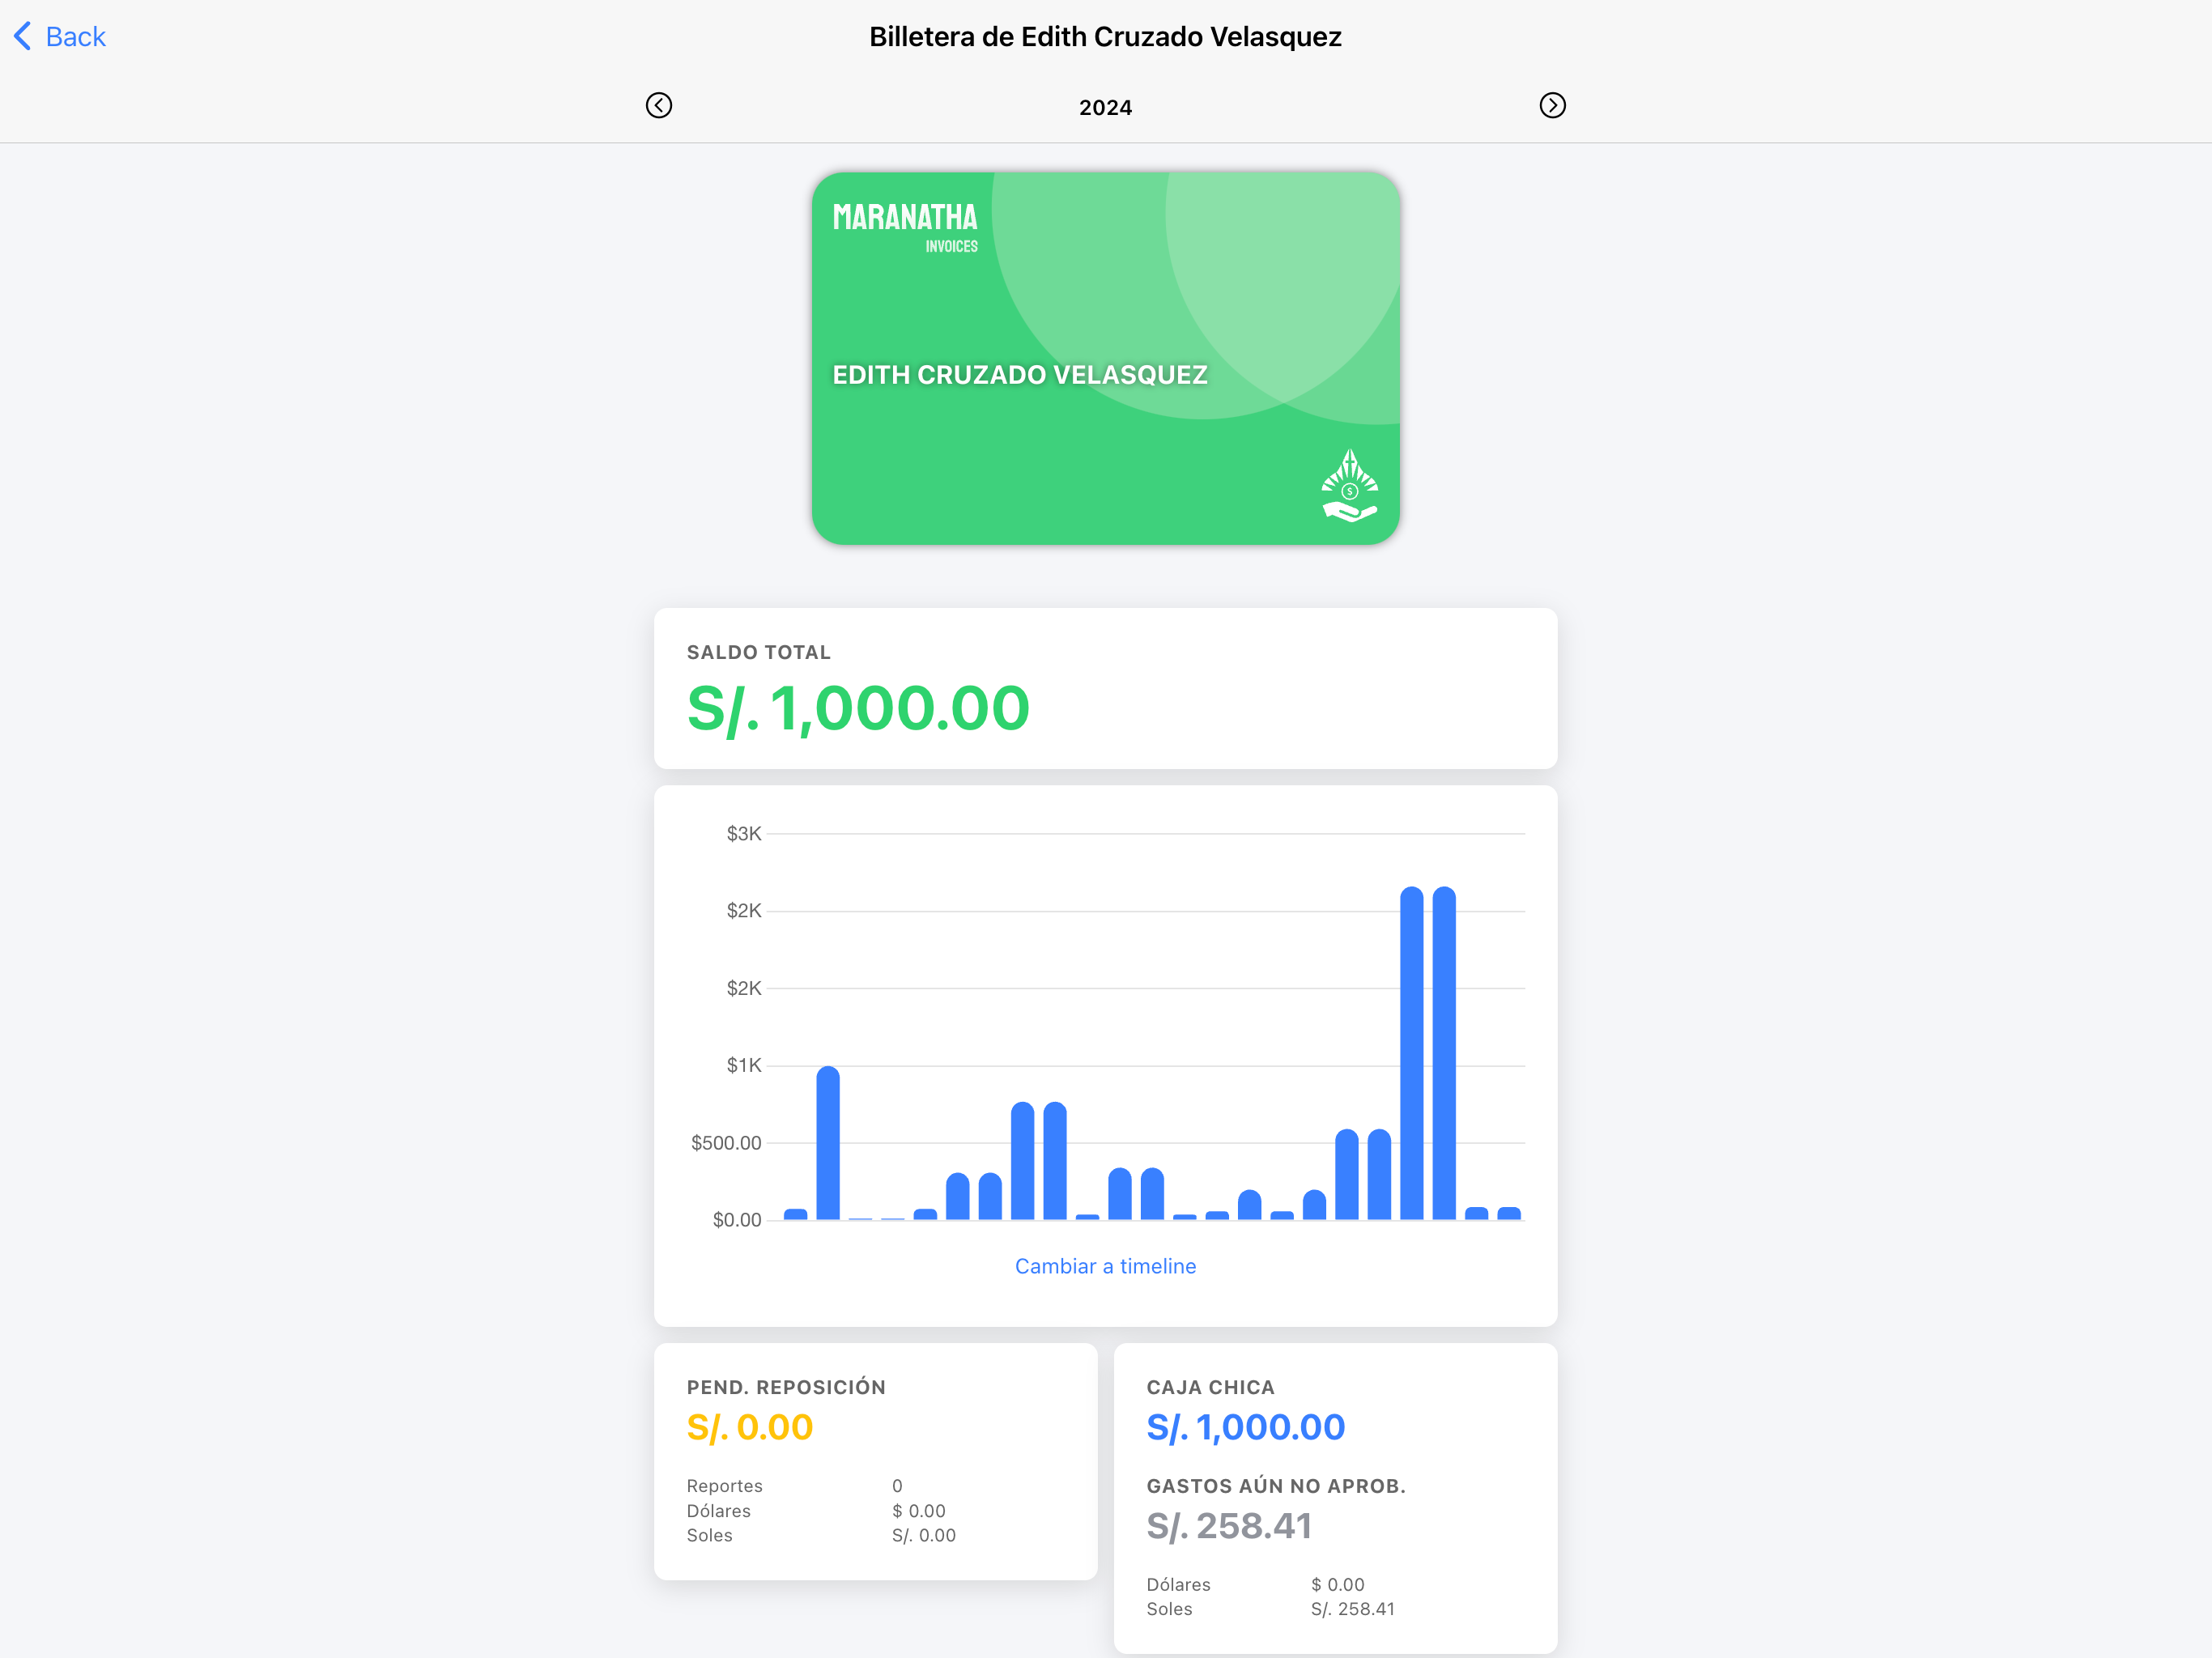 Back
Billetera de Edith Cruzado Velasquez
2024
MARANATHA
INVOICES
EDITH CRUZADO VELASQUEZ
$
SALDO TOTAL
S/. 1,000.00
$3K
$2K
$2K
$1K
$500.00
$0.00
Cambiar a timeline
PEND. REPOSICIÓN
S/. 0.00
Reportes 0
Dólares $ 0.00
Soles S/. 0.00
CAJA CHICA
S/. 1,000.00
GASTOS AÚN NO APROB.
S/. 258.41
Dólares $ 0.00
Soles S/. 258.41